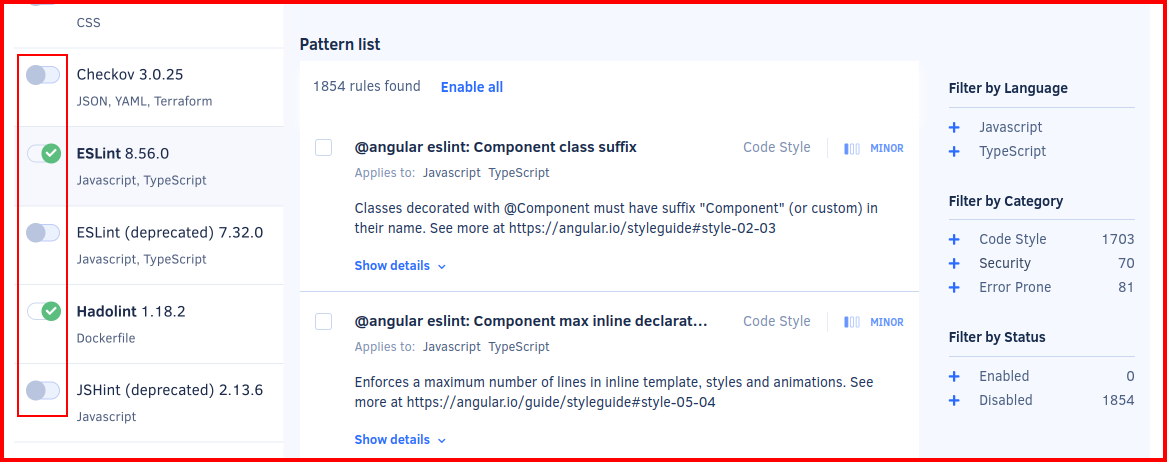 CSS
Checkov 3.0.25
JSON, YAML, Terraform
ESLint 8.56.0
Javascript, TypeScript
ESLint (deprecated) 7.32.0
Javascript, TypeScript
Hadolint 1.18.2
Dockerfile
JSHint (deprecated) 2.13.6
Javascript
Pattern list
1854 rules found Enable all
@angular eslint: Component class suffix Code Style MINOR
Applies to: Javascript TypeScript
Classes decorated with @Component must have suffix "Component" (or custom) in
their name. See more at https://angular.io/styleguide#style-02-03
Show details
@angular eslint: Component max inline declarat... Code Style MINOR
Applies to: Javascript TypeScript
Enforces a maximum number of lines in inline template, styles and animations. See
more at https://angular.io/guide/styleguide#style-05-04
Show details
Filter by Language
+ Javascript
+ TypeScript
Filter by Category
+ Code Style 1703
+ Security 70
+ Error Prone 81
Filter by Status
+ Enabled 0
+ Disabled 1854